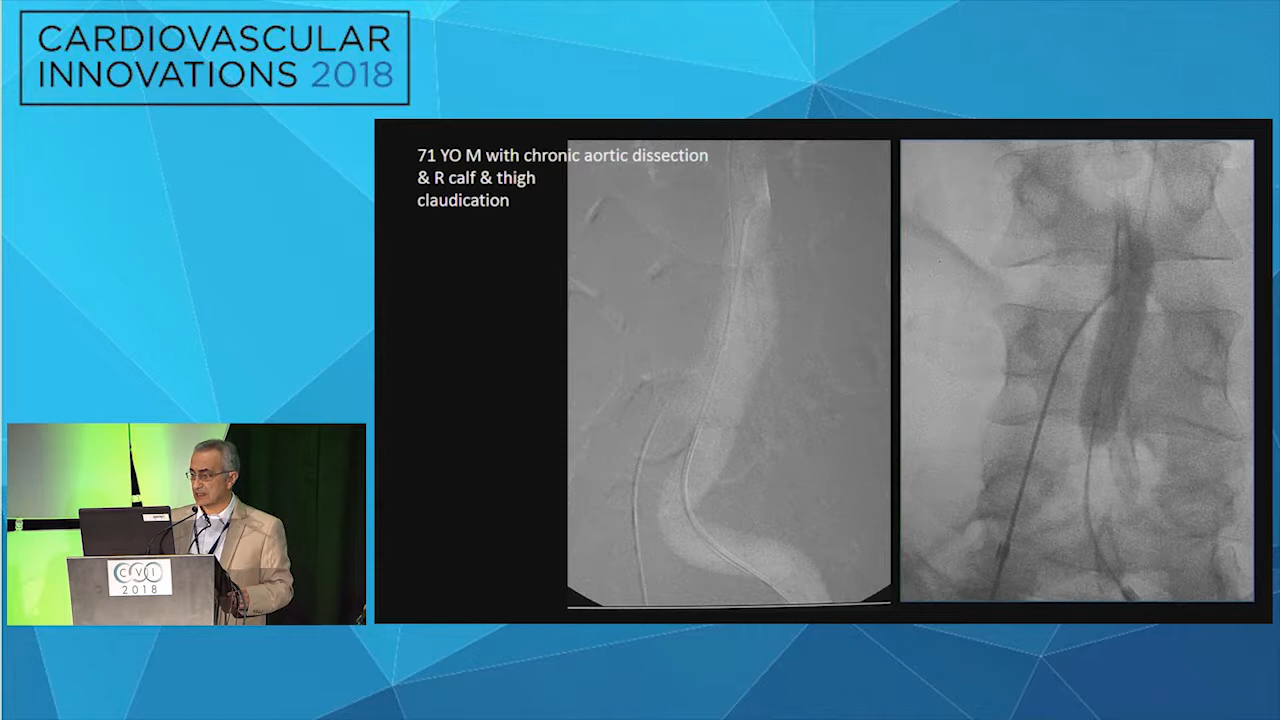 CARDIOVASCULAR
INNOVATIONS 2018
71 YO M with chronic aortic dissection
& R calf & thigh
claudication
CVI
2018